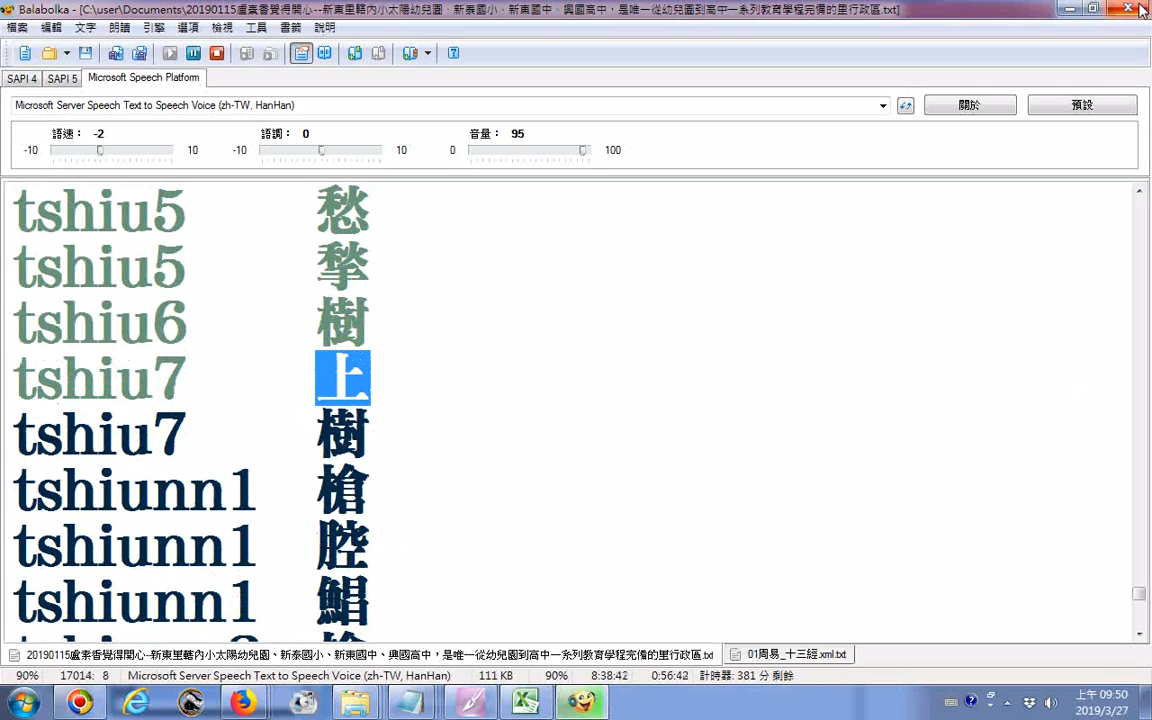 Balabolka - [C:\user\Documents\20190115盧素香覺得開心--新東里轄內小太陽幼兒園、新泰國小、新東國中、興國高中，是唯一從幼兒園到高中一系列教育學程完備的里行政區.txt]
檔案 編輯 文字 朗讀 引擎 選項 檢視 工具 書籤 說明
SAPI 4 SAPI 5 Microsoft Speech Platform
Microsoft Server Speech Text to Speech Voice (zh-TW, HanHan) 關於 預設
語速： -2 語調： 0 音量： 95
-10 10 -10 10 0 100
tshiu5 愁
tshiu5 揫
tshiu6 樹
tshiu7 上
tshiu7 樹
tshiunn1 槍
tshiunn1 腔
tshiunn1 鯧
20190115盧素香覺得開心--新東里轄內小太陽幼兒園、新泰國小、新東國中、興國高中，是唯一從幼兒園到高中一系列教育學程完備的里行政區.txt 01周易_十三經.xml.txt
90% 17014: 8 Microsoft Server Speech Text to Speech Voice (zh-TW, HanHan) 111 KB 90% 8:38:42 0:56:42 計時器: 381 分 剩餘
上午 09:50
2019/3/27